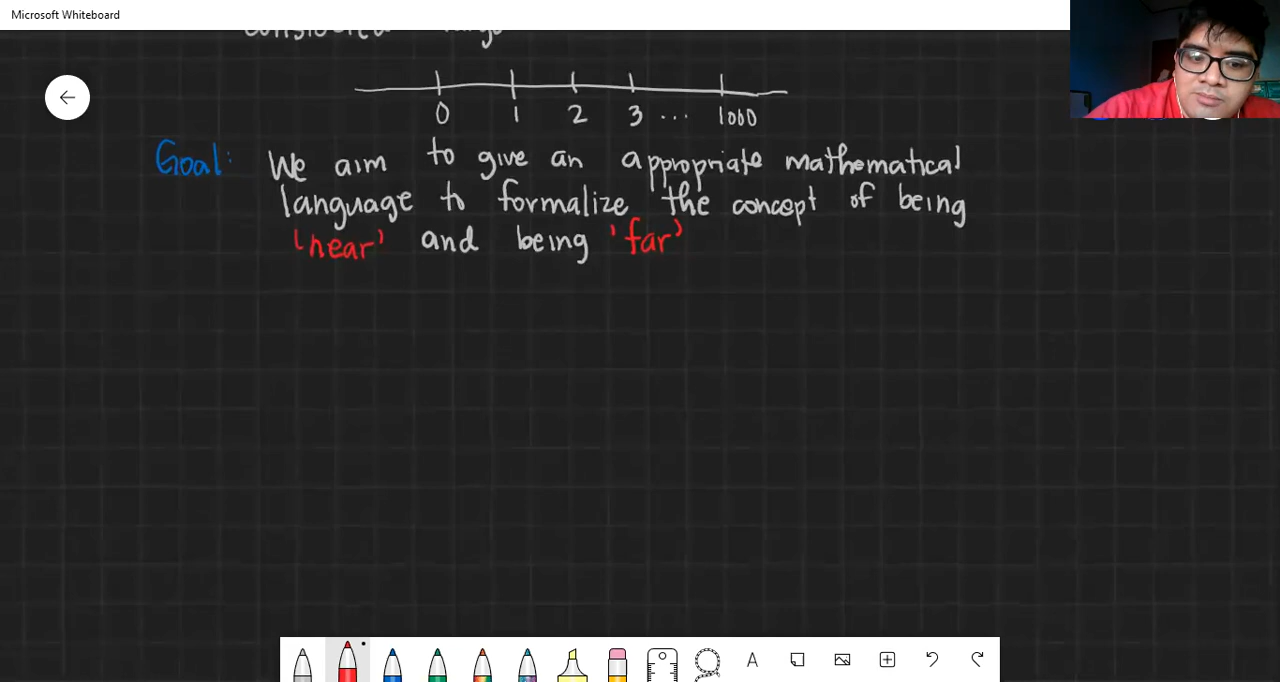 Microsoft Whiteboard
considered
0 1 2 3 ... 1000
Goal: We aim to give an appropriate mathematical
language to formalize the concept of being
'near' and being 'far'